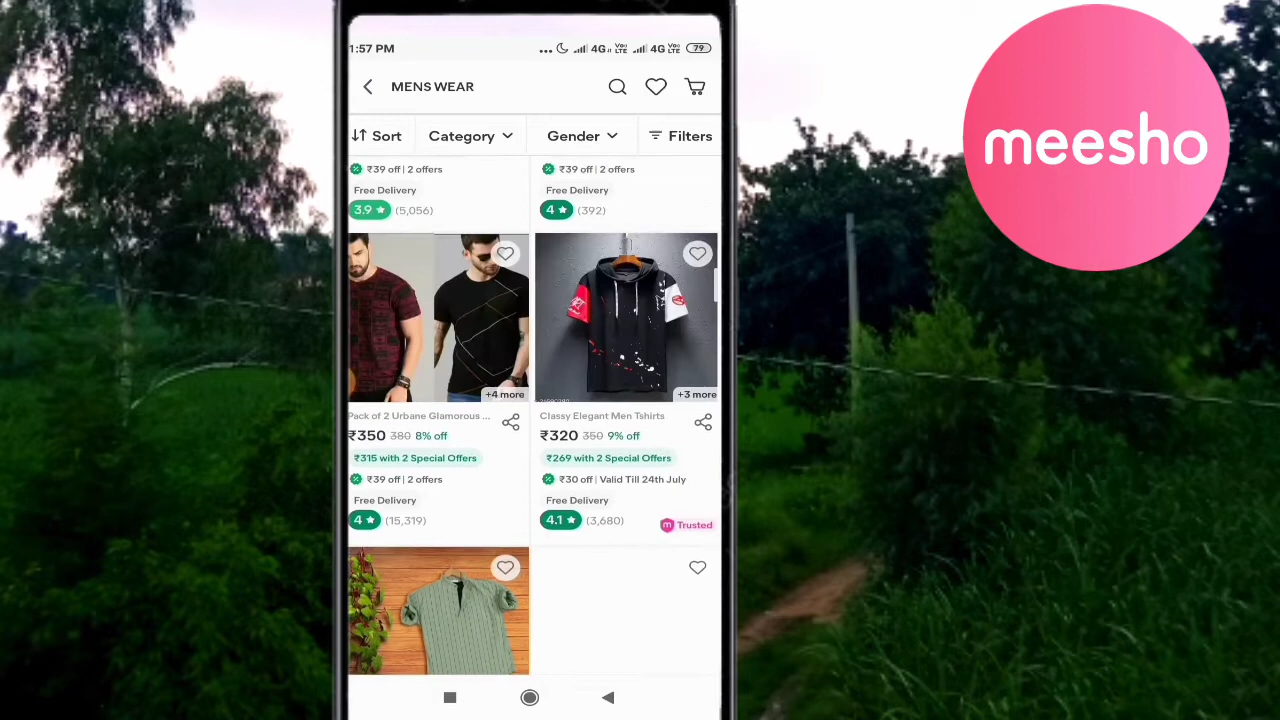 meesho
1:57 PM
4G
Vo
LTE
4G
Vo
LTE
79
MENS WEAR
Sort
Category
Gender
Filters
₹39 off | 2 offers
₹39 off | 2 offers
Free Delivery
Free Delivery
3.9 ★ (5,056)
4 ★ (392)
+4 more
+3 more
Pack of 2 Urbane Glamorous ...
Classy Elegant Men Tshirts
₹350 380 8% off
₹320 350 9% off
₹315 with 2 Special Offers
₹269 with 2 Special Offers
₹39 off | 2 offers
₹30 off | Valid Till 24th July
Free Delivery
Free Delivery
4 ★ (15,319)
4.1 ★ (3,680)
m Trusted